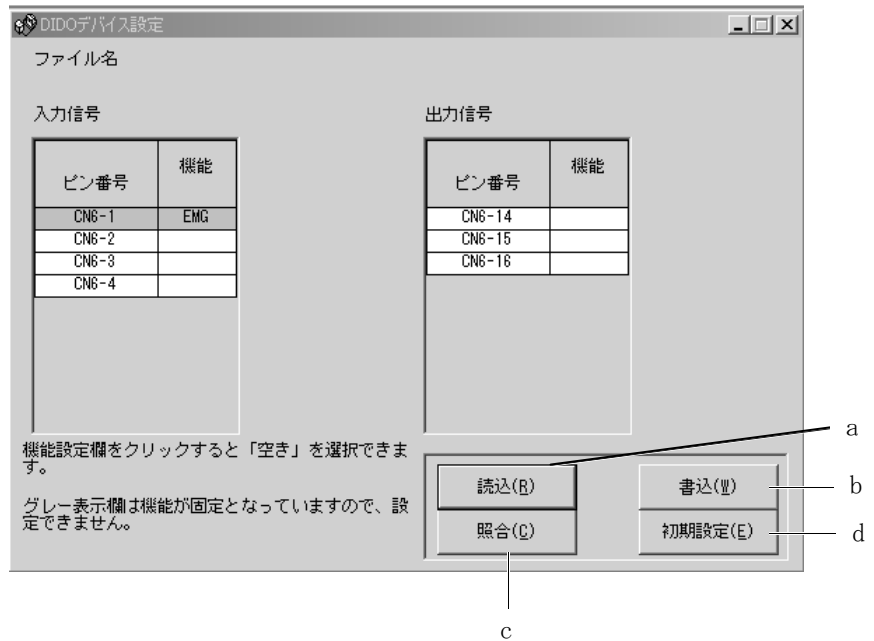 DIDOデバイス設定
ファイル名
入力信号
出力信号
ピン番号 機能
CN6-1 EMG
CN6-2
CN6-3
CN6-4
ピン番号 機能
CN6-14
CN6-15
CN6-16
機能設定欄をクリックすると「空き」を選択できま
す。
グレー表示欄は機能が固定となっていますので、設
定できません。
読込(R)
書込(W)
照合(C)
初期設定(E)
a
b
d
c